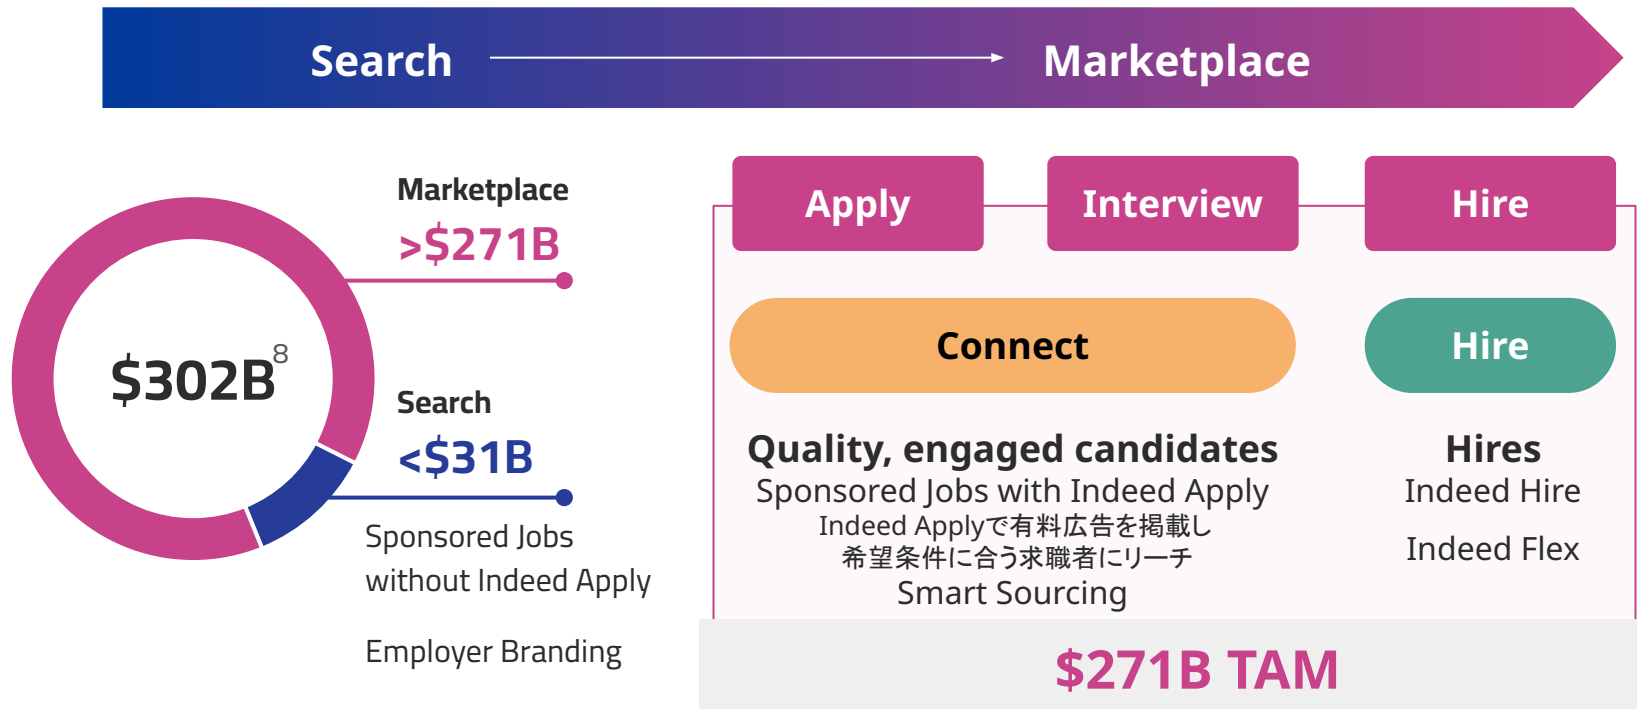 Search
Marketplace
Marketplace
>$271B
$302B8
Search
<$31B
Sponsored Jobs
without Indeed Apply
Employer Branding
Apply
Interview
Hire
Connect
Hire
Quality, engaged candidates
Sponsored Jobs with Indeed Apply
Indeed Applyで有料広告を掲載し
希望条件に合う求職者にリーチ
Smart Sourcing
Hires
Indeed Hire
Indeed Flex
$271B TAM